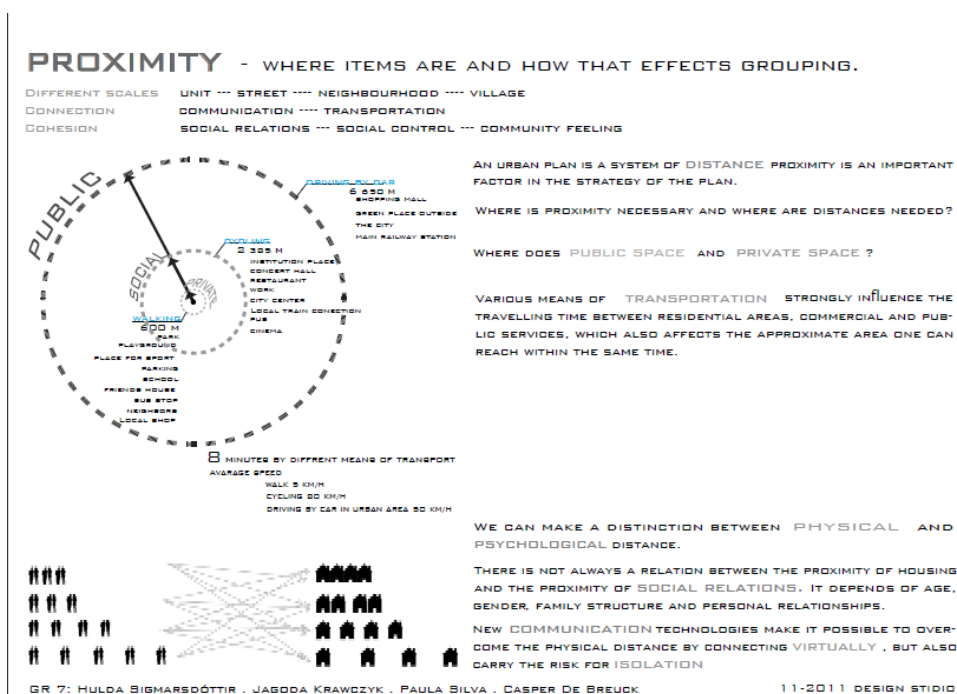 PROXIMITY - WHERE ITEMS ARE AND HOW THAT EFFECTS GROUPING.
DIFFERENT SCALES UNIT --- STREET ---- NEIGHBOURHOOD ---- VILLAGE
CONNECTION COMMUNICATION ---- TRANSPORTATION
COHESION SOCIAL RELATIONS --- SOCIAL CONTROL --- COMMUNITY FEELING
PUBLIC
SOCIAL
PRIVATE
DRIVING BY CAR
6 650 M
SHOPPING MALL
GREEN PLACE OUTSIDE
THE CITY
MAIN RAILWAY STATION
CYCLING
INSTITUTION PLACE
CONCERT HALL
RESTAURANT
WORK
CITY CENTER
LOCAL TRAIN CONECTION
PUB
CINEMA
WALKING
600 M
PARK
PLAYGROUND
PLACE FOR SPORT
PARKING
SCHOOL
FRIENDS HOUSE
BUS STOP
NEIGHBORS
LOCAL SHOP
8 MINUTES BY DIFFRENT MEANS OF TRANSPORT
AVARAGE SPEED
WALK 5 KM/H
CYCLING 20 KM/H
DRIVING BY CAR IN URBAN AREA 50 KM/H
AN URBAN PLAN IS A SYSTEM OF DISTANCE PROXIMITY IS AN IMPORTANT
FACTOR IN THE STRATEGY OF THE PLAN.
WHERE IS PROXIMITY NECESSARY AND WHERE ARE DISTANCES NEEDED?
WHERE DOES PUBLIC SPACE AND PRIVATE SPACE ?
VARIOUS MEANS OF TRANSPORTATION STRONGLY INFLUENCE THE
TRAVELLING TIME BETWEEN RESIDENTIAL AREAS, COMMERCIAL AND PUB-
LIC SERVICES, WHICH ALSO AFFECTS THE APPROXIMATE AREA ONE CAN
REACH WITHIN THE SAME TIME.
WE CAN MAKE A DISTINCTION BETWEEN PHYSICAL AND
PSYCHOLOGICAL DISTANCE.
THERE IS NOT ALWAYS A RELATION BETWEEN THE PROXIMITY OF HOUSING
AND THE PROXIMITY OF SOCIAL RELATIONS. IT DEPENDS OF AGE,
GENDER, FAMILY STRUCTURE AND PERSONAL RELATIONSHIPS.
NEW COMMUNICATION TECHNOLOGIES MAKE IT POSSIBLE TO OVER-
COME THE PHYSICAL DISTANCE BY CONNECTING VIRTUALLY , BUT ALSO
CARRY THE RISK FOR ISOLATION
GR 7: HULDA SIGMARSDÓTTIR , JAGODA KRAWCZYK , PAULA SILVA , CASPER DE BREUCK
11-2011 DESIGN STIDIO